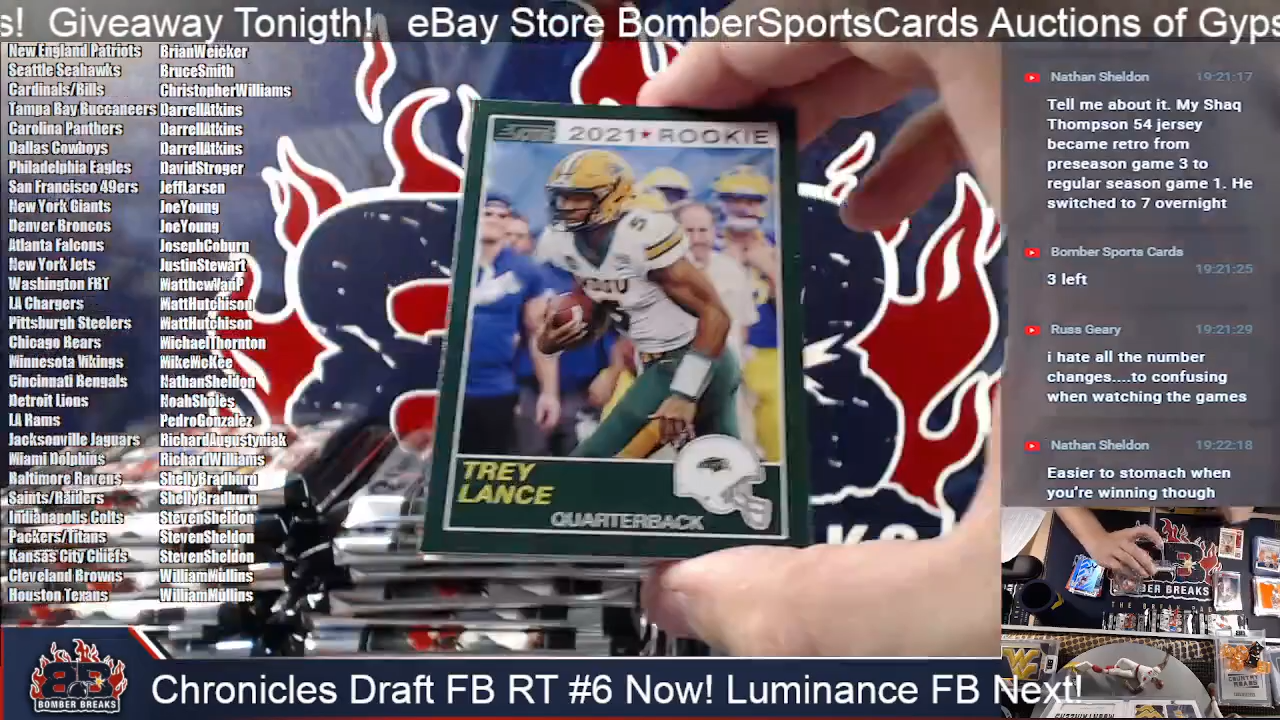 s!  Giveaway Tonigth!   eBay Store BomberSportsCards Auctions of Gyps
New England Patriots BrianWeicker
Seattle Seahawks BruceSmith
Cardinals/Bills ChristopherWilliams
Tampa Bay Buccaneers DarrellAtkins
Carolina Panthers DarrellAtkins
Dallas Cowboys DarrellAtkins
Philadelphia Eagles DavidStroger
San Francisco 49ers JeffLarsen
New York Giants JoeYoung
Denver Broncos JoeYoung
Atlanta Falcons JosephCoburn
New York Jets JustinStewart
Washington FBT MatthewVanP
LA Chargers MattHutchison
Pittsburgh Steelers MattHutchison
Chicago Bears MichaelThornton
Minnesota Vikings MikeMcKee
Cincinnati Bengals NathanSheldon
Detroit Lions NoahSholes
LA Rams PedroGonzalez
Jacksonville Jaguars RichardAugustyniak
Miami Dolphins RichardWilliams
Baltimore Ravens ShellyBradburn
Saints/Raiders ShellyBradburn
Indianapolis Colts StevenSheldon
Packers/Titans StevenSheldon
Kansas City Chiefs StevenSheldon
Cleveland Browns WilliamMullins
Houston Texans WilliamMullins
2021 ROOKIE
5
TREY
LANCE
QUARTERBACK
Nathan Sheldon 19:21:17
Tell me about it. My Shaq
Thompson 54 jersey
became retro from
preseason game 3 to
regular season game 1. He
switched to 7 overnight
Bomber Sports Cards 19:21:25
3 left
Russ Geary 19:21:29
i hate all the number
changes....to confusing
when watching the games
Nathan Sheldon 19:22:18
Easier to stomach when
you're winning though
BOMBER BREAKS
Chronicles Draft FB RT #6 Now! Luminance FB Next!